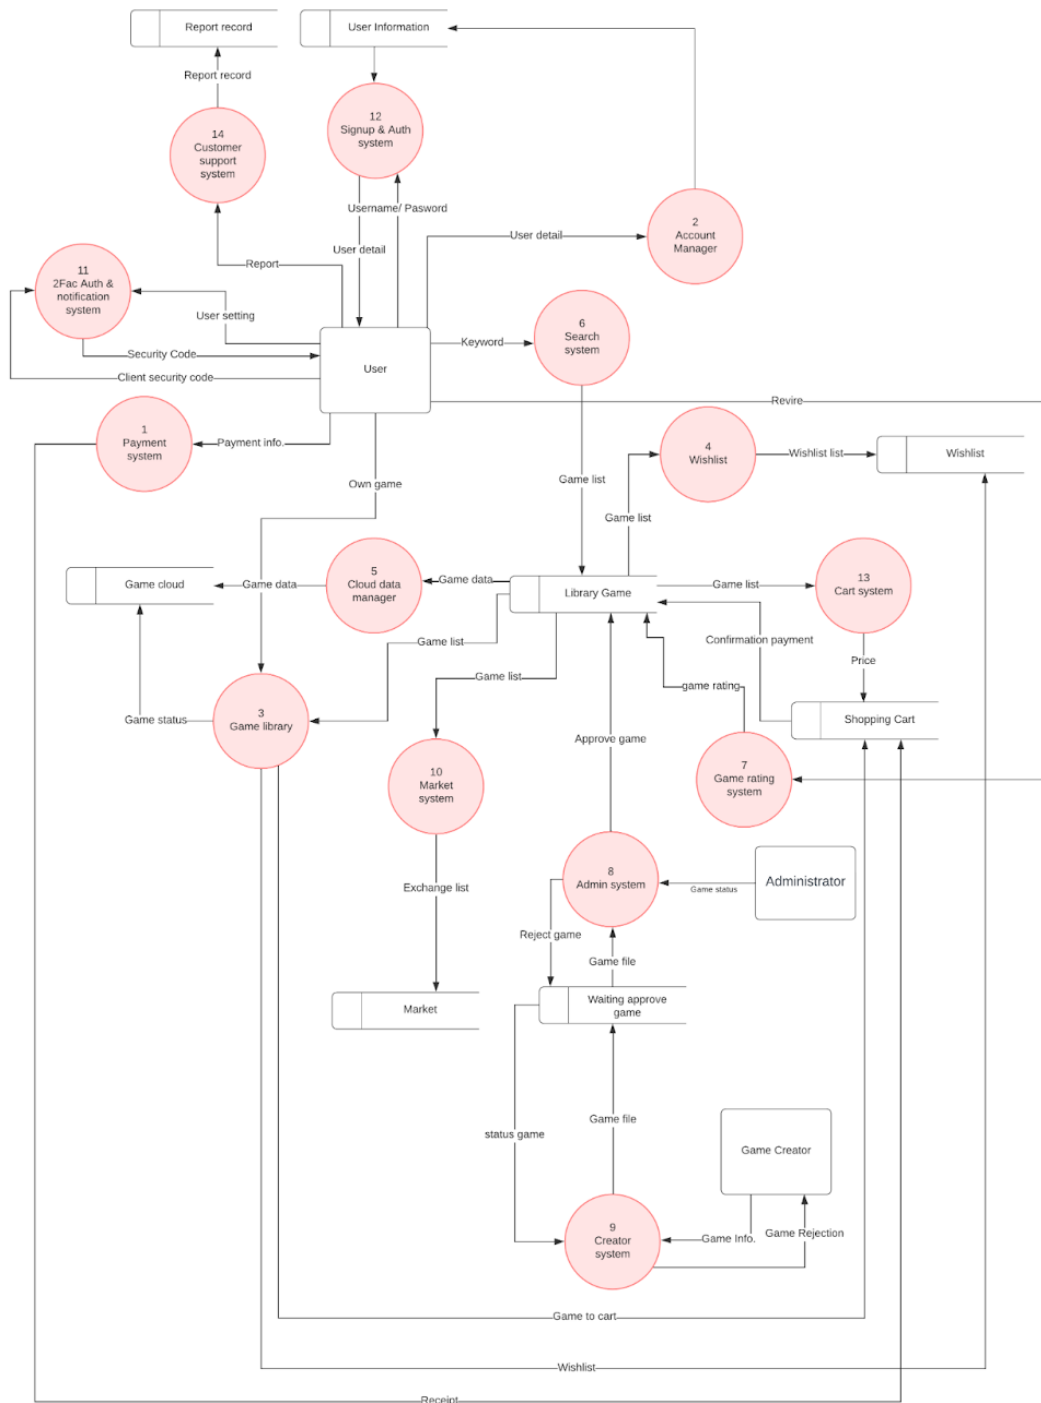 Report record
User Information
Report record
14
Customer
support
system
12
Signup & Auth
system
Username/ Pasword
User detail
User detail
2
Account
Manager
Report
11
2Fac Auth &
notification
system
User setting
Security Code
Client security code
User
Keyword
6
Search
system
Revire
1
Payment
system
Payment info.
Own game
Game list
4
Wishlist
Wishlist list
Wishlist
Game list
Game cloud
Game data
5
Cloud data
manager
Game data
Library Game
Game list
13
Cart system
Game list
Confirmation payment
Price
Game list
game rating
Game status
3
Game library
Shopping Cart
Approve game
10
Market
system
7
Game rating
system
Exchange list
8
Admin system
Game status
Administrator
Reject game
Game file
Market
Waiting approve
game
Game file
status game
Game Creator
9
Creator
system
Game Info.
Game Rejection
Game to cart
Wishlist
Receipt